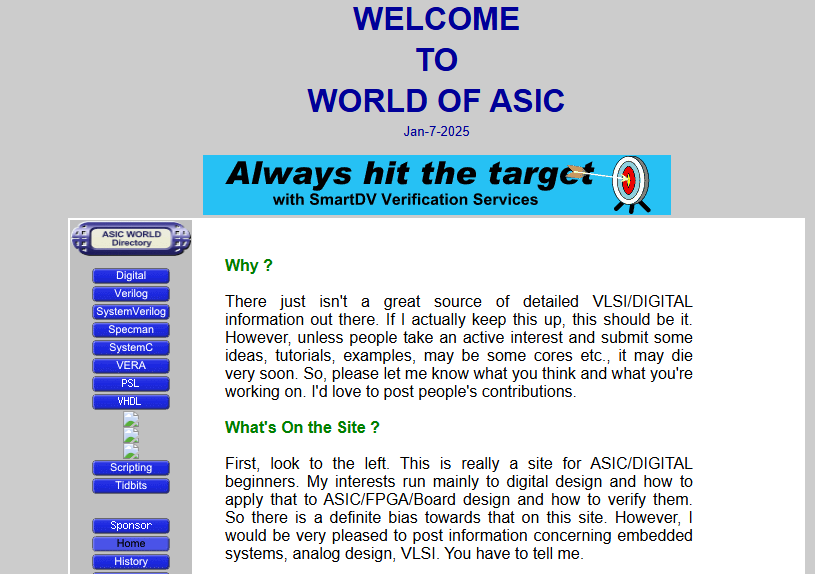 WELCOME
TO
WORLD OF ASIC
Jan-7-2025
Always hit the target
with SmartDV Verification Services
ASIC WORLD
Directory
Digital
Verilog
SystemVerilog
Specman
SystemC
VERA
PSL
VHDL
Scripting
Tidbits
Sponsor
Home
History
Why ?
There just isn't a great source of detailed VLSI/DIGITAL
information out there. If I actually keep this up, this should be it.
However, unless people take an active interest and submit some
ideas, tutorials, examples, may be some cores etc., it may die
very soon. So, please let me know what you think and what you're
working on. I'd love to post people's contributions.
What's On the Site ?
First, look to the left. This is really a site for ASIC/DIGITAL
beginners. My interests run mainly to digital design and how to
apply that to ASIC/FPGA/Board design and how to verify them.
So there is a definite bias towards that on this site. However, I
would be very pleased to post information concerning embedded
systems, analog design, VLSI. You have to tell me.